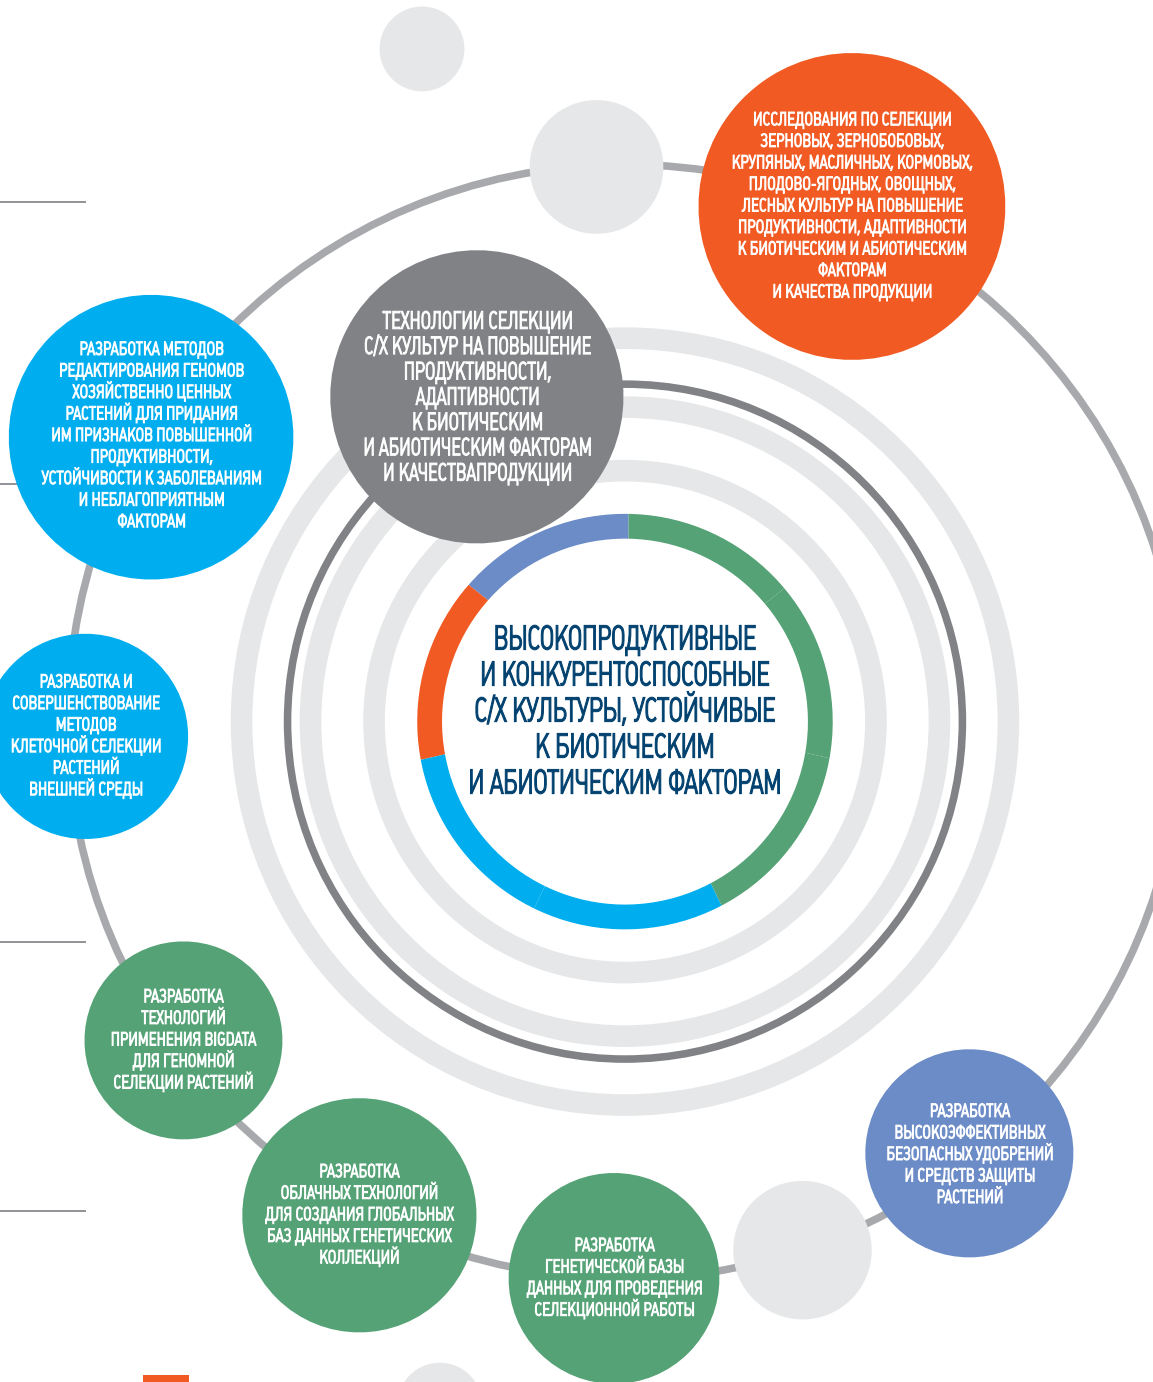 ИССЛЕДОВАНИЯ ПО СЕЛЕКЦИИ
ЗЕРНОВЫХ, ЗЕРНОБОБОВЫХ,
КРУПЯНЫХ, МАСЛИЧНЫХ, КОРМОВЫХ,
ПЛОДОВО-ЯГОДНЫХ, ОВОЩНЫХ,
ЛЕСНЫХ КУЛЬТУР НА ПОВЫШЕНИЕ
ПРОДУКТИВНОСТИ, АДАПТИВНОСТИ
К БИОТИЧЕСКИМ И АБИОТИЧЕСКИМ
ФАКТОРАМ
И КАЧЕСТВА ПРОДУКЦИИ
ТЕХНОЛОГИИ СЕЛЕКЦИИ
С/Х КУЛЬТУР НА ПОВЫШЕНИЕ
ПРОДУКТИВНОСТИ,
АДАПТИВНОСТИ
К БИОТИЧЕСКИМ
И АБИОТИЧЕСКИМ ФАКТОРАМ
И КАЧЕСТВАПРОДУКЦИИ
РАЗРАБОТКА МЕТОДОВ
РЕДАКТИРОВАНИЯ ГЕНОМОВ
ХОЗЯЙСТВЕННО ЦЕННЫХ
РАСТЕНИЙ ДЛЯ ПРИДАНИЯ
ИМ ПРИЗНАКОВ ПОВЫШЕННОЙ
ПРОДУКТИВНОСТИ,
УСТОЙЧИВОСТИ К ЗАБОЛЕВАНИЯМ
И НЕБЛАГОПРИЯТНЫМ
ФАКТОРАМ
ВЫСОКОПРОДУКТИВНЫЕ
И КОНКУРЕНТОСПОСОБНЫЕ
С/Х КУЛЬТУРЫ, УСТОЙЧИВЫЕ
К БИОТИЧЕСКИМ
И АБИОТИЧЕСКИМ ФАКТОРАМ
РАЗРАБОТКА И
СОВЕРШЕНСТВОВАНИЕ
МЕТОДОВ
КЛЕТОЧНОЙ СЕЛЕКЦИИ
РАСТЕНИЙ
ВНЕШНЕЙ СРЕДЫ
РАЗРАБОТКА
ТЕХНОЛОГИЙ
ПРИМЕНЕНИЯ BIGDATA
ДЛЯ ГЕНОМНОЙ
СЕЛЕКЦИИ РАСТЕНИЙ
РАЗРАБОТКА
ОБЛАЧНЫХ ТЕХНОЛОГИЙ
ДЛЯ СОЗДАНИЯ ГЛОБАЛЬНЫХ
БАЗ ДАННЫХ ГЕНЕТИЧЕСКИХ
КОЛЛЕКЦИЙ
РАЗРАБОТКА
ГЕНЕТИЧЕСКОЙ БАЗЫ
ДАННЫХ ДЛЯ ПРОВЕДЕНИЯ
СЕЛЕКЦИОННОЙ РАБОТЫ
РАЗРАБОТКА
ВЫСОКОЭФФЕКТИВНЫХ
БЕЗОПАСНЫХ УДОБРЕНИЙ
И СРЕДСТВ ЗАЩИТЫ
РАСТЕНИЙ